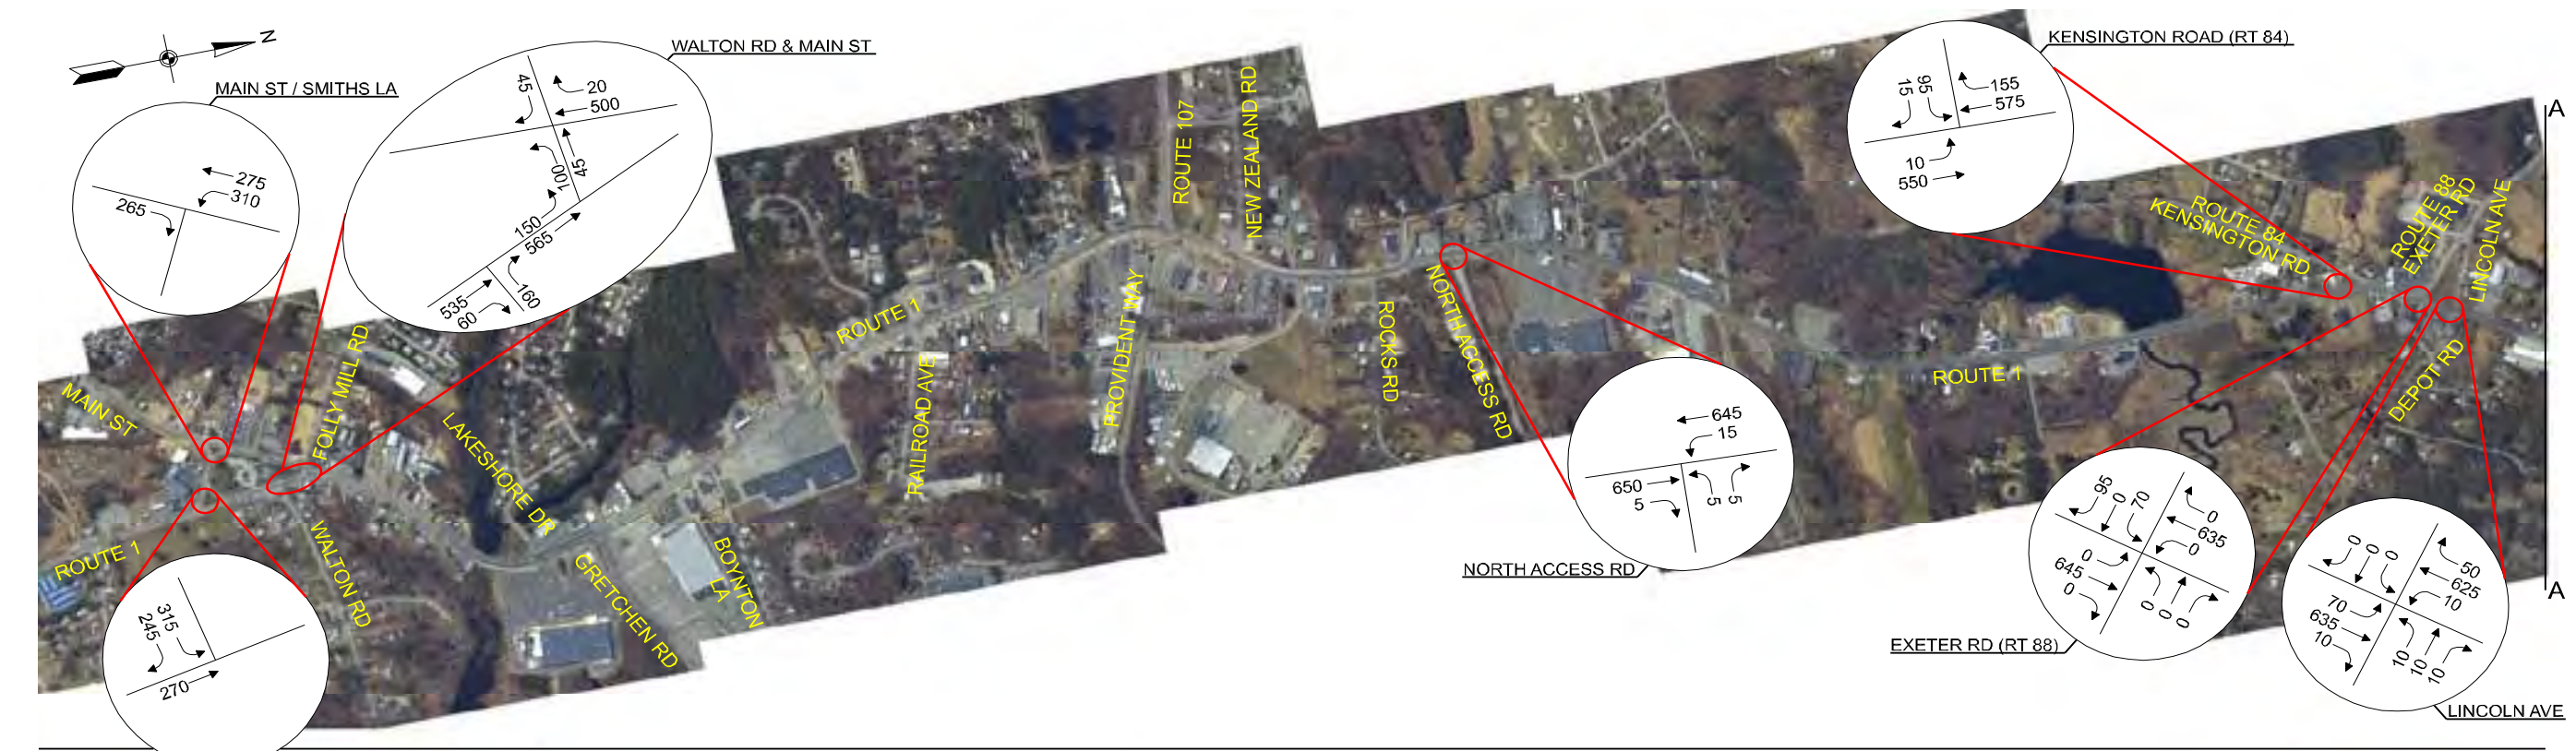 N
MAIN ST / SMITHS LA
275
310
265
WALTON RD & MAIN ST
45
20
500
45
100
150
565
535
60
160
KENSINGTON ROAD (RT 84)
15
95
155
575
10
550
A
MAIN ST
FOLLY MILL RD
LAKESHORE DR
ROUTE 1
RAILROAD AVE
PROVIDENT WAY
ROUTE 107
NEW ZEALAND RD
ROCKS RD
NORTH ACCESS RD
ROUTE 1
ROUTE 84
KENSINGTON RD
ROUTE 88
EXETER RD
LINCOLN AVE
DEPOT RD
ROUTE 1
WALTON RD
GRETCHEN RD
BOYNTON
LA
315
245
270
645
15
650
5
5
5
NORTH ACCESS RD
95
0
70
0
635
0
0
645
0
0
0
0
EXETER RD (RT 88)
0
0
0
50
625
10
70
635
10
10
10
10
LINCOLN AVE
A